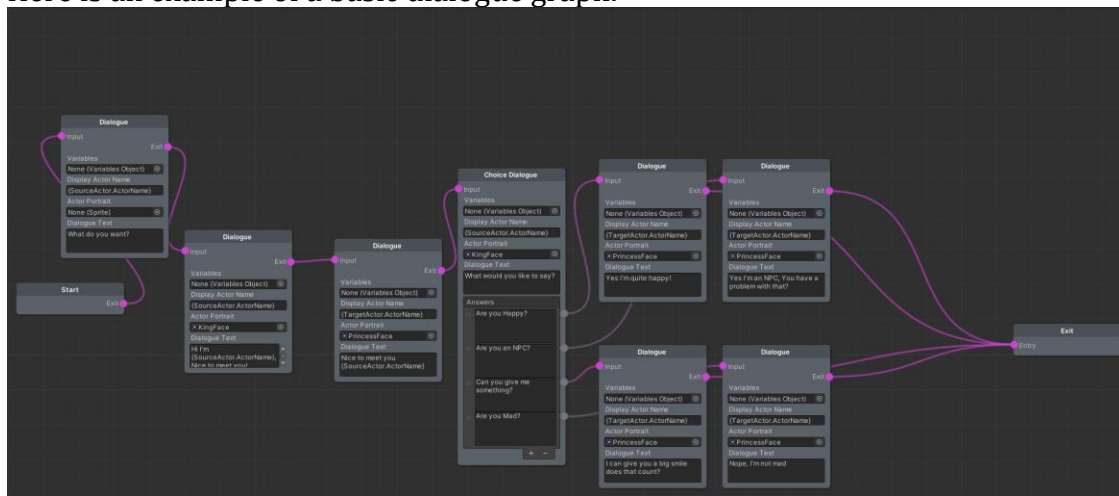 Here is an example of a basic dialogue graph:
Dialogue
Input
Exit
Variables
None (Variables Object)
Display Actor Name
{SourceActor.ActorName}
Actor Portrait
None (Sprite)
Dialogue Text
What do you want?
Start
Exit
Dialogue
Input
Exit
Variables
None (Variables Object)
Display Actor Name
{SourceActor.ActorName}
Actor Portrait
KingFace
Dialogue Text
Hi I'm
{SourceActor.ActorName},
Nice to meet you!
Dialogue
Input
Exit
Variables
None (Variables Object)
Display Actor Name
{TargetActor.ActorName}
Actor Portrait
PrincessFace
Dialogue Text
Nice to meet you
{SourceActor.ActorName}
Choice Dialogue
Input
Variables
None (Variables Object)
Display Actor Name
{SourceActor.ActorName}
Actor Portrait
KingFace
Dialogue Text
What would you like to say?
Answers
Are you Happy?
Are you an NPC?
Can you give me
something?
Are you Mad?
+ −
Dialogue
Input
Exit
Variables
None (Variables Object)
Display Actor Name
{TargetActor.ActorName}
Actor Portrait
PrincessFace
Dialogue Text
Yes I'm quite happy!
Dialogue
Input
Exit
Variables
None (Variables Object)
Display Actor Name
{TargetActor.ActorName}
Actor Portrait
PrincessFace
Dialogue Text
Yes I'm an NPC, You have a
problem with that?
Dialogue
Input
Exit
Variables
None (Variables Object)
Display Actor Name
{TargetActor.ActorName}
Actor Portrait
PrincessFace
Dialogue Text
I can give you a big smile
does that count?
Dialogue
Input
Exit
Variables
None (Variables Object)
Display Actor Name
{TargetActor.ActorName}
Actor Portrait
PrincessFace
Dialogue Text
Nope, I'm not mad
Exit
Entry